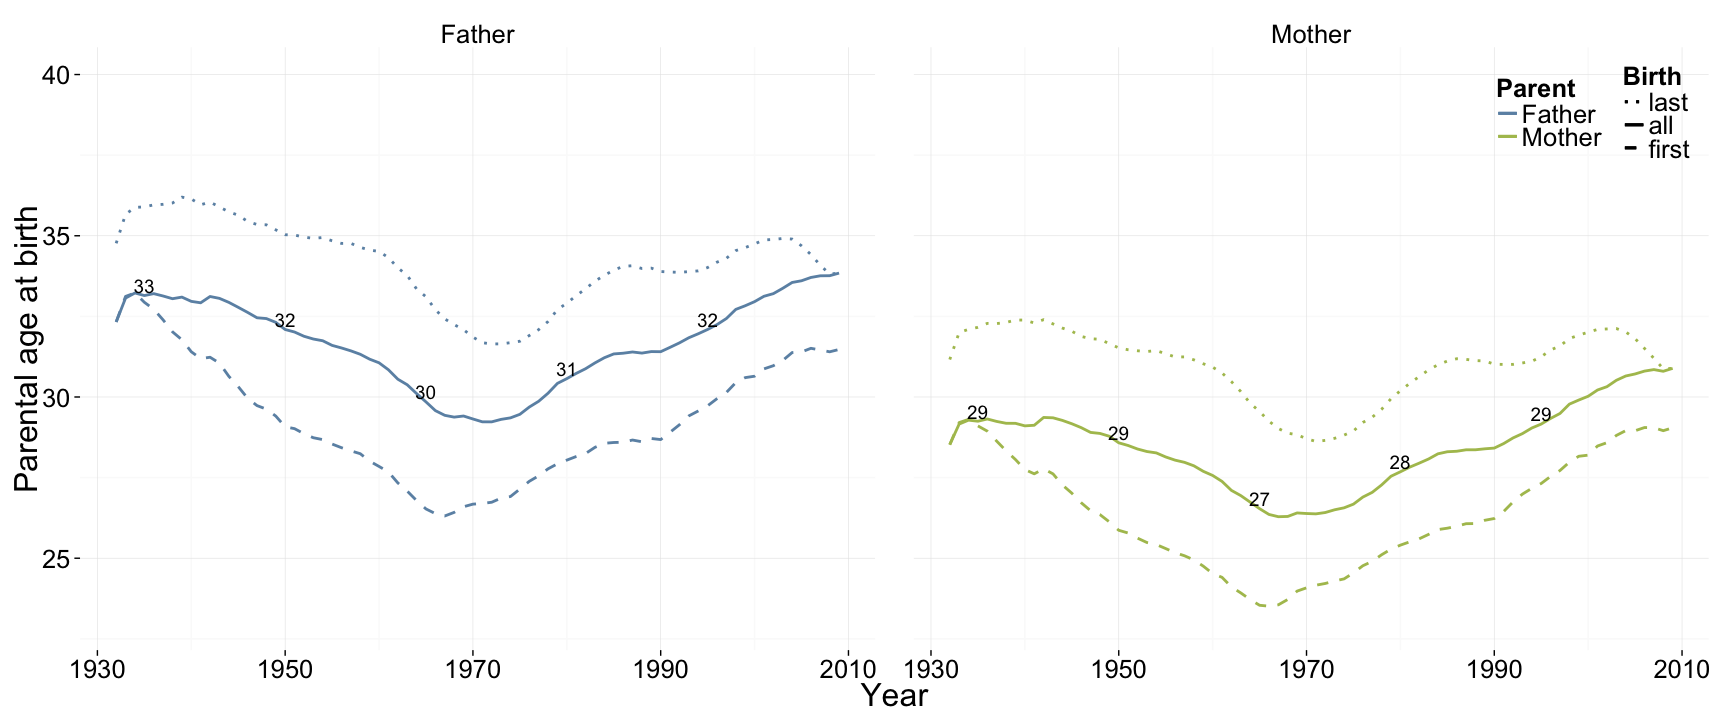 Father
Mother
Parental age at birth
40
35
30
25
33
32
30
31
32
29
29
27
28
29
Parent
Father
Mother
Birth
last
all
first
1930 1950 1970 1990 2010
1930 1950 1970 1990 2010
Year